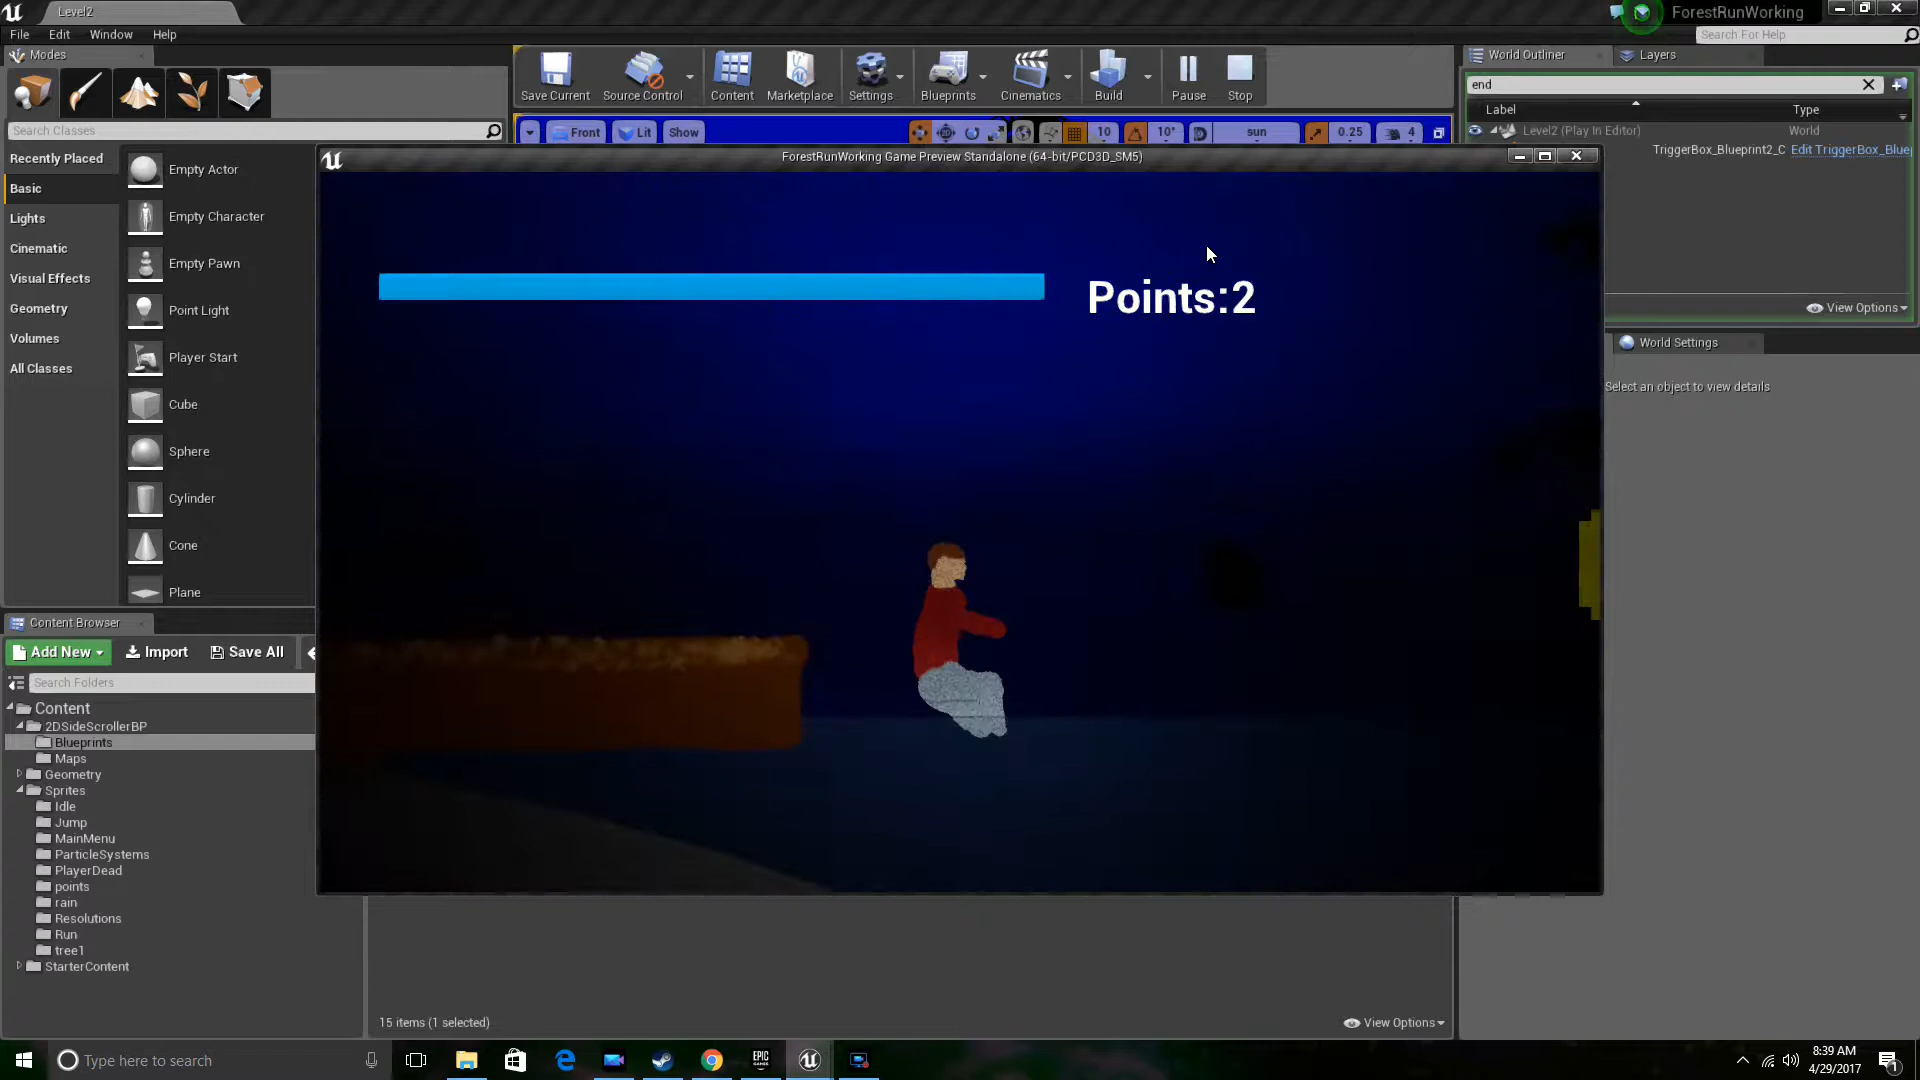 Level2
ForestRunWorking
File Edit Window Help
Search For Help
Modes
Save Current
Source Control
Content
Marketplace
Settings
Blueprints
Cinematics
Build
Pause
Stop
World Outliner
Layers
end
Label
Type
Search Classes
Front
Lit
Show
10
10°
sun
0.25
4
Level2 (Play In Editor)
World
TriggerBox_Blueprint2_C
Edit TriggerBox_Blue
Recently Placed
Basic
Lights
Cinematic
Visual Effects
Geometry
Volumes
All Classes
Empty Actor
Empty Character
Empty Pawn
Point Light
Player Start
Cube
Sphere
Cylinder
Cone
Plane
ForestRunWorking Game Preview Standalone (64-bit/PCD3D_SM5)
Points:2
View Options
World Settings
Select an object to view details
Content Browser
Add New
Import
Save All
Search Folders
Content
2DSideScrollerBP
Blueprints
Maps
Geometry
Sprites
Idle
Jump
MainMenu
ParticleSystems
PlayerDead
points
rain
Resolutions
Run
tree1
StarterContent
15 items (1 selected)
View Options
Type here to search
EPIC
GAMES
8:39 AM
4/29/2017
1